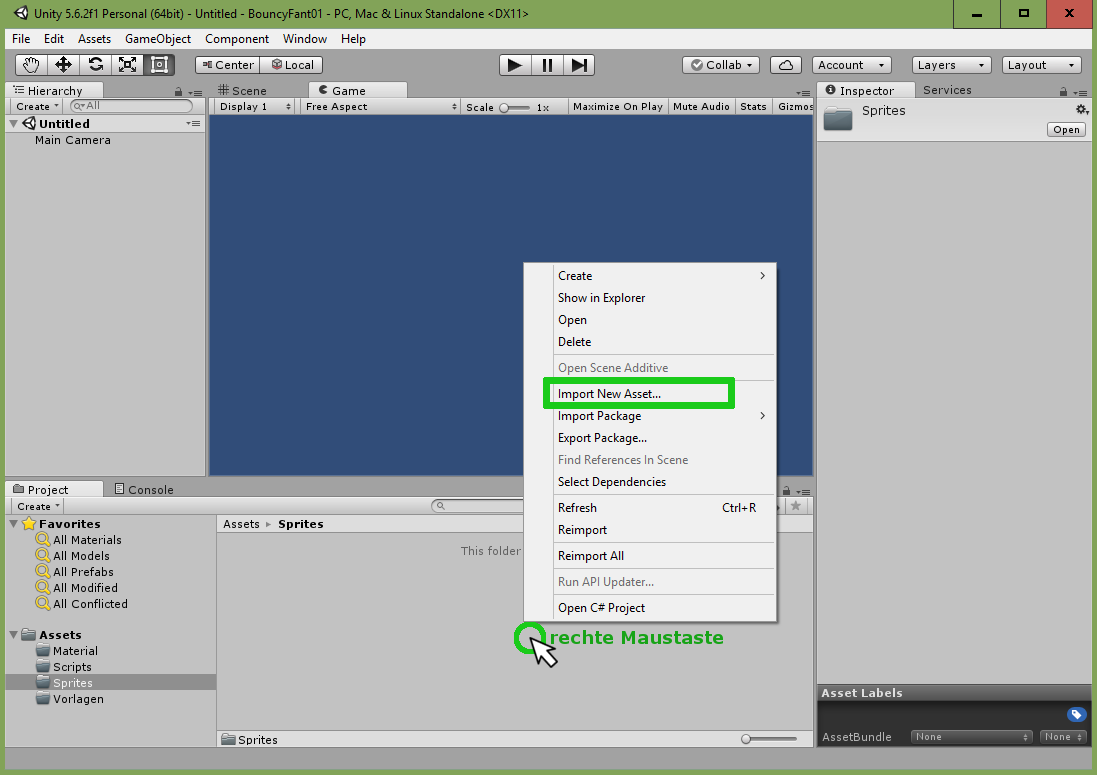 Unity 5.6.2f1 Personal (64bit) - Untitled - BouncyFant01 - PC, Mac & Linux Standalone <DX11>
File Edit Assets GameObject Component Window Help
Center Local Collab Account Layers Layout
Hierarchy
Create All
Untitled
Main Camera
Scene Game
Display 1 Free Aspect Scale 1x Maximize On Play Mute Audio Stats Gizmos
Inspector Services
Sprites
Open
Create
Show in Explorer
Open
Delete
Open Scene Additive
Import New Asset...
Import Package
Export Package...
Find References In Scene
Select Dependencies
Refresh Ctrl+R
Reimport
Reimport All
Run API Updater...
Open C# Project
rechte Maustaste
Project Console
Create
Favorites
All Materials
All Models
All Prefabs
All Modified
All Conflicted
Assets
Material
Scripts
Sprites
Vorlagen
Assets Sprites
This folder
Sprites
Asset Labels
AssetBundle None None